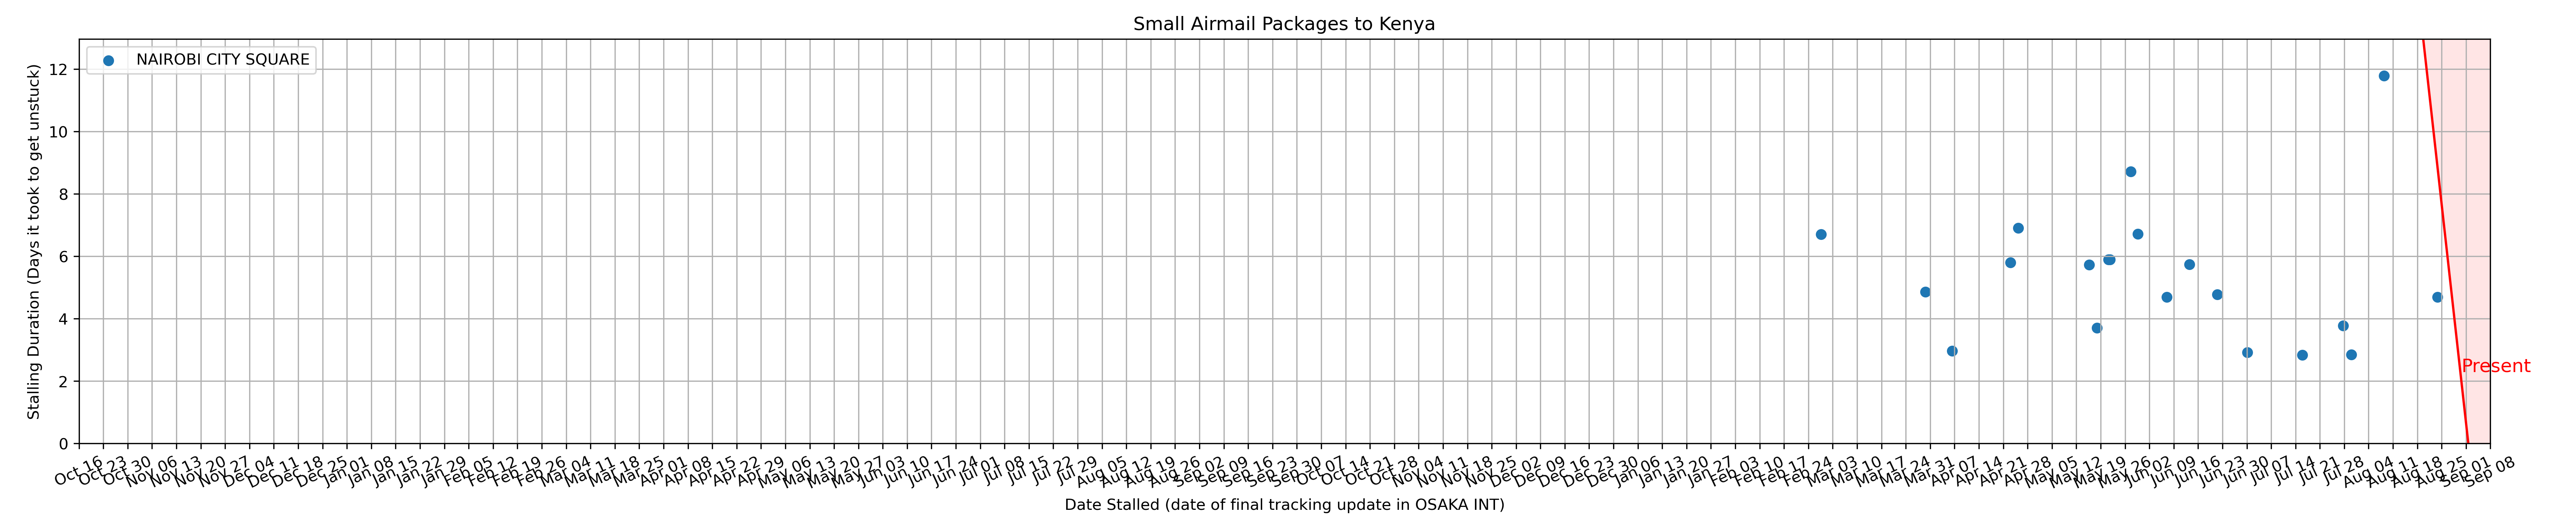 Small Airmail Packages to Kenya
NAIROBI CITY SQUARE
Stalling Duration (Days it took to get unstuck)
12
10
8
6
4
2
0
Present
Oct 16
Oct 23
Oct 30
Nov 06
Nov 13
Nov 20
Nov 27
Dec 04
Dec 11
Dec 18
Dec 25
Jan 01
Jan 08
Jan 15
Jan 22
Jan 29
Feb 05
Feb 12
Feb 19
Feb 26
Mar 04
Mar 11
Mar 18
Mar 25
Apr 01
Apr 08
Apr 15
Apr 22
Apr 29
May 06
May 13
May 20
May 27
Jun 03
Jun 10
Jun 17
Jun 24
Jul 01
Jul 08
Jul 15
Jul 22
Jul 29
Aug 05
Aug 12
Aug 19
Aug 26
Sep 02
Sep 09
Sep 16
Sep 23
Sep 30
Oct 07
Oct 14
Oct 21
Oct 28
Nov 04
Nov 11
Nov 18
Nov 25
Dec 02
Dec 09
Dec 16
Dec 23
Dec 30
Jan 06
Jan 13
Jan 20
Jan 27
Feb 03
Feb 10
Feb 17
Feb 24
Mar 03
Mar 10
Mar 17
Mar 24
Mar 31
Apr 07
Apr 14
Apr 21
Apr 28
May 05
May 12
May 19
May 26
Jun 02
Jun 09
Jun 16
Jun 23
Jun 30
Jul 07
Jul 14
Jul 21
Jul 28
Aug 04
Aug 11
Aug 18
Aug 25
Sep 01
Sep 08
Date Stalled (date of final tracking update in OSAKA INT)